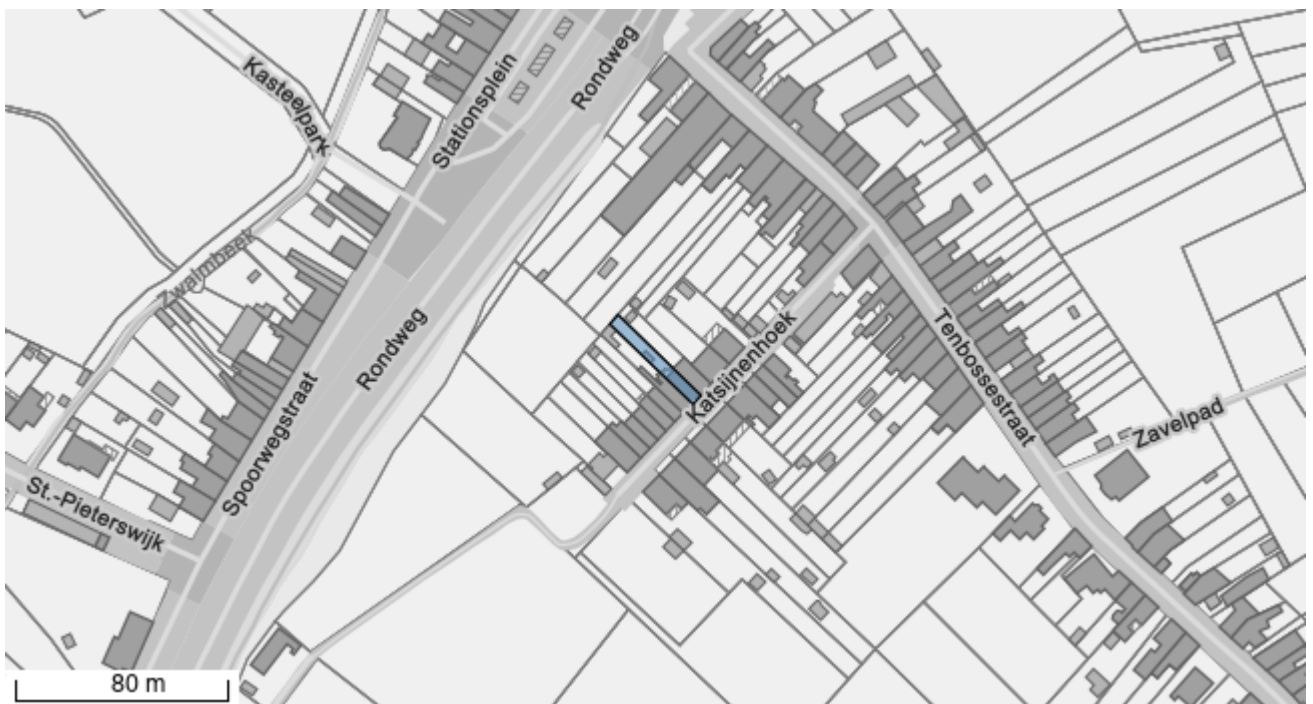 Kasteelpark
Stationsplein
Rondweg
Zwalmbeek
Rondweg
Katsijnenhoek
Tenbossestraat
Zavelpad
Spoorwegstraat
St.-Pieterswijk
80 m